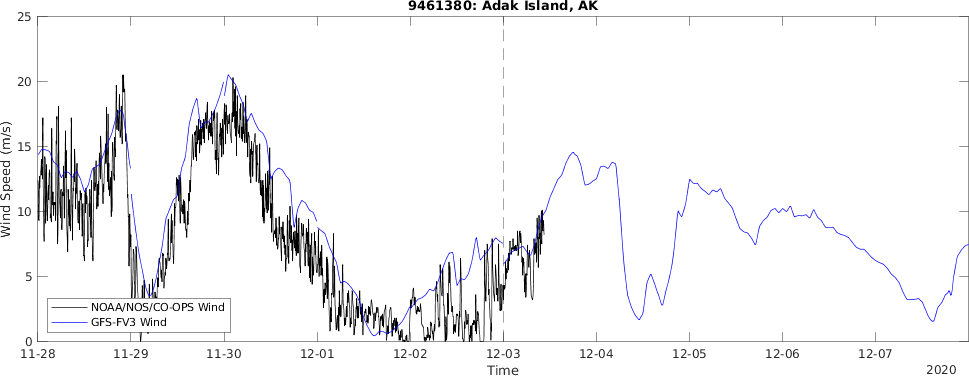 9461380: Adak Island, AK
Wind Speed (m/s)
25
20
15
10
5
0
NOAA/NOS/CO-OPS Wind
GFS-FV3 Wind
11-28 11-29 11-30 12-01 12-02 12-03 12-04 12-05 12-06 12-07
Time
2020